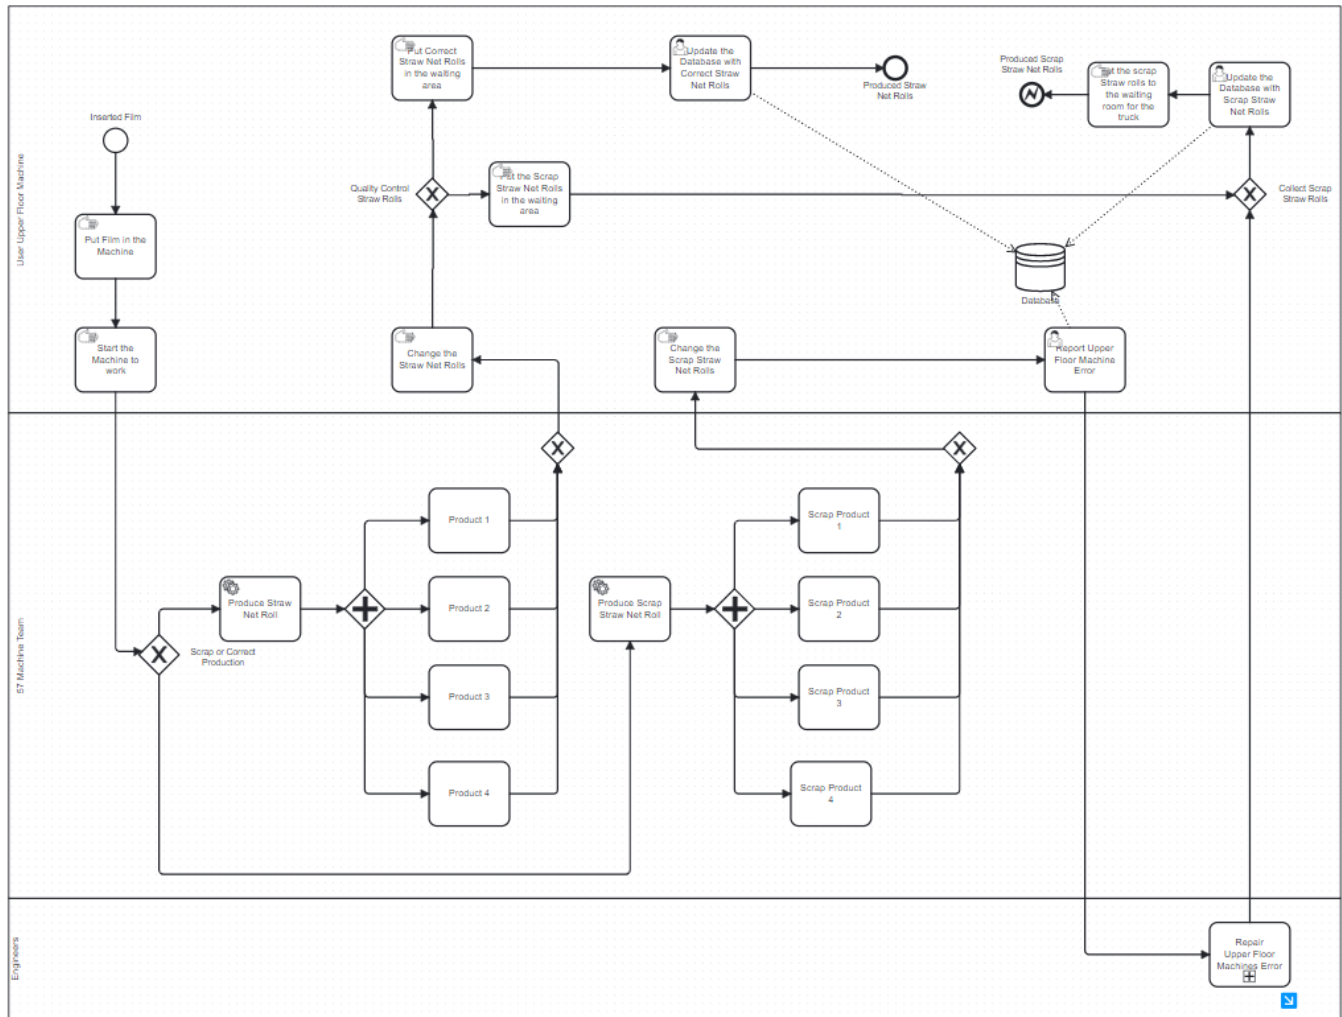 User Upper Floor Machine
Inserted Film
Put Film in the
Machine
Start the
Machine to
work
Put Correct
Straw Net Rolls
in the waiting
area
Quality Control
Straw Rolls
the Scrap
Straw Net Rolls
in the waiting
area
Change the
Straw Net Rolls
Update the
Database with
Correct Straw
Net Rolls
Produced Straw
Net Rolls
Produced Scrap
Straw Net Rolls
the scrap
Straw rolls to
the waiting
room for the
truck
Update the
Database with
Scrap Straw
Net Rolls
Collect Scrap
Straw Rolls
Database
Change the
Scrap Straw
Net Rolls
Report Upper
Floor Machine
Error
57 Machine Team
Scrap or Correct
Production
Produce Straw
Net Roll
Product 1
Product 2
Product 3
Product 4
Produce Scrap
Straw Net Roll
Scrap Product
1
Scrap Product
2
Scrap Product
3
Scrap Product
4
Engineers
Repair
Upper Floor
Machines Error